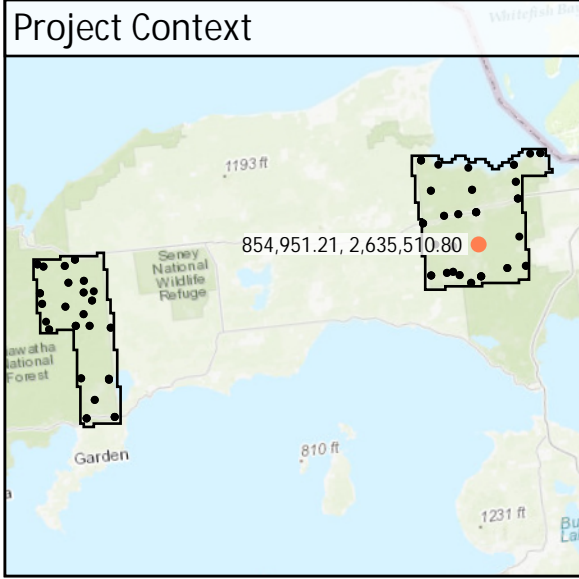 Project Context
Whitefish Bay
1193 ft
854,951.21, 2,635,510.80
Seney
National
Wildlife
Refuge
awatha
National
Forest
Garden
810 ft
a
1231 ft
Bu
La